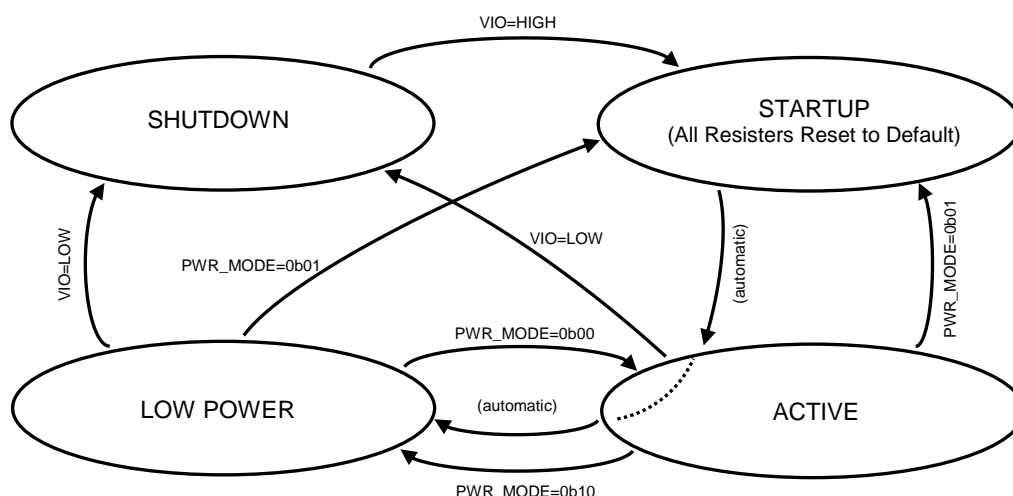 VIO=HIGH
SHUTDOWN
STARTUP
(All Resisters Reset to Default)
VIO=LOW
PWR_MODE=0b01
VIO=LOW
(automatic)
PWR_MODE=0b01
PWR_MODE=0b00
LOW POWER
(automatic)
ACTIVE
PWR_MODE=0b10